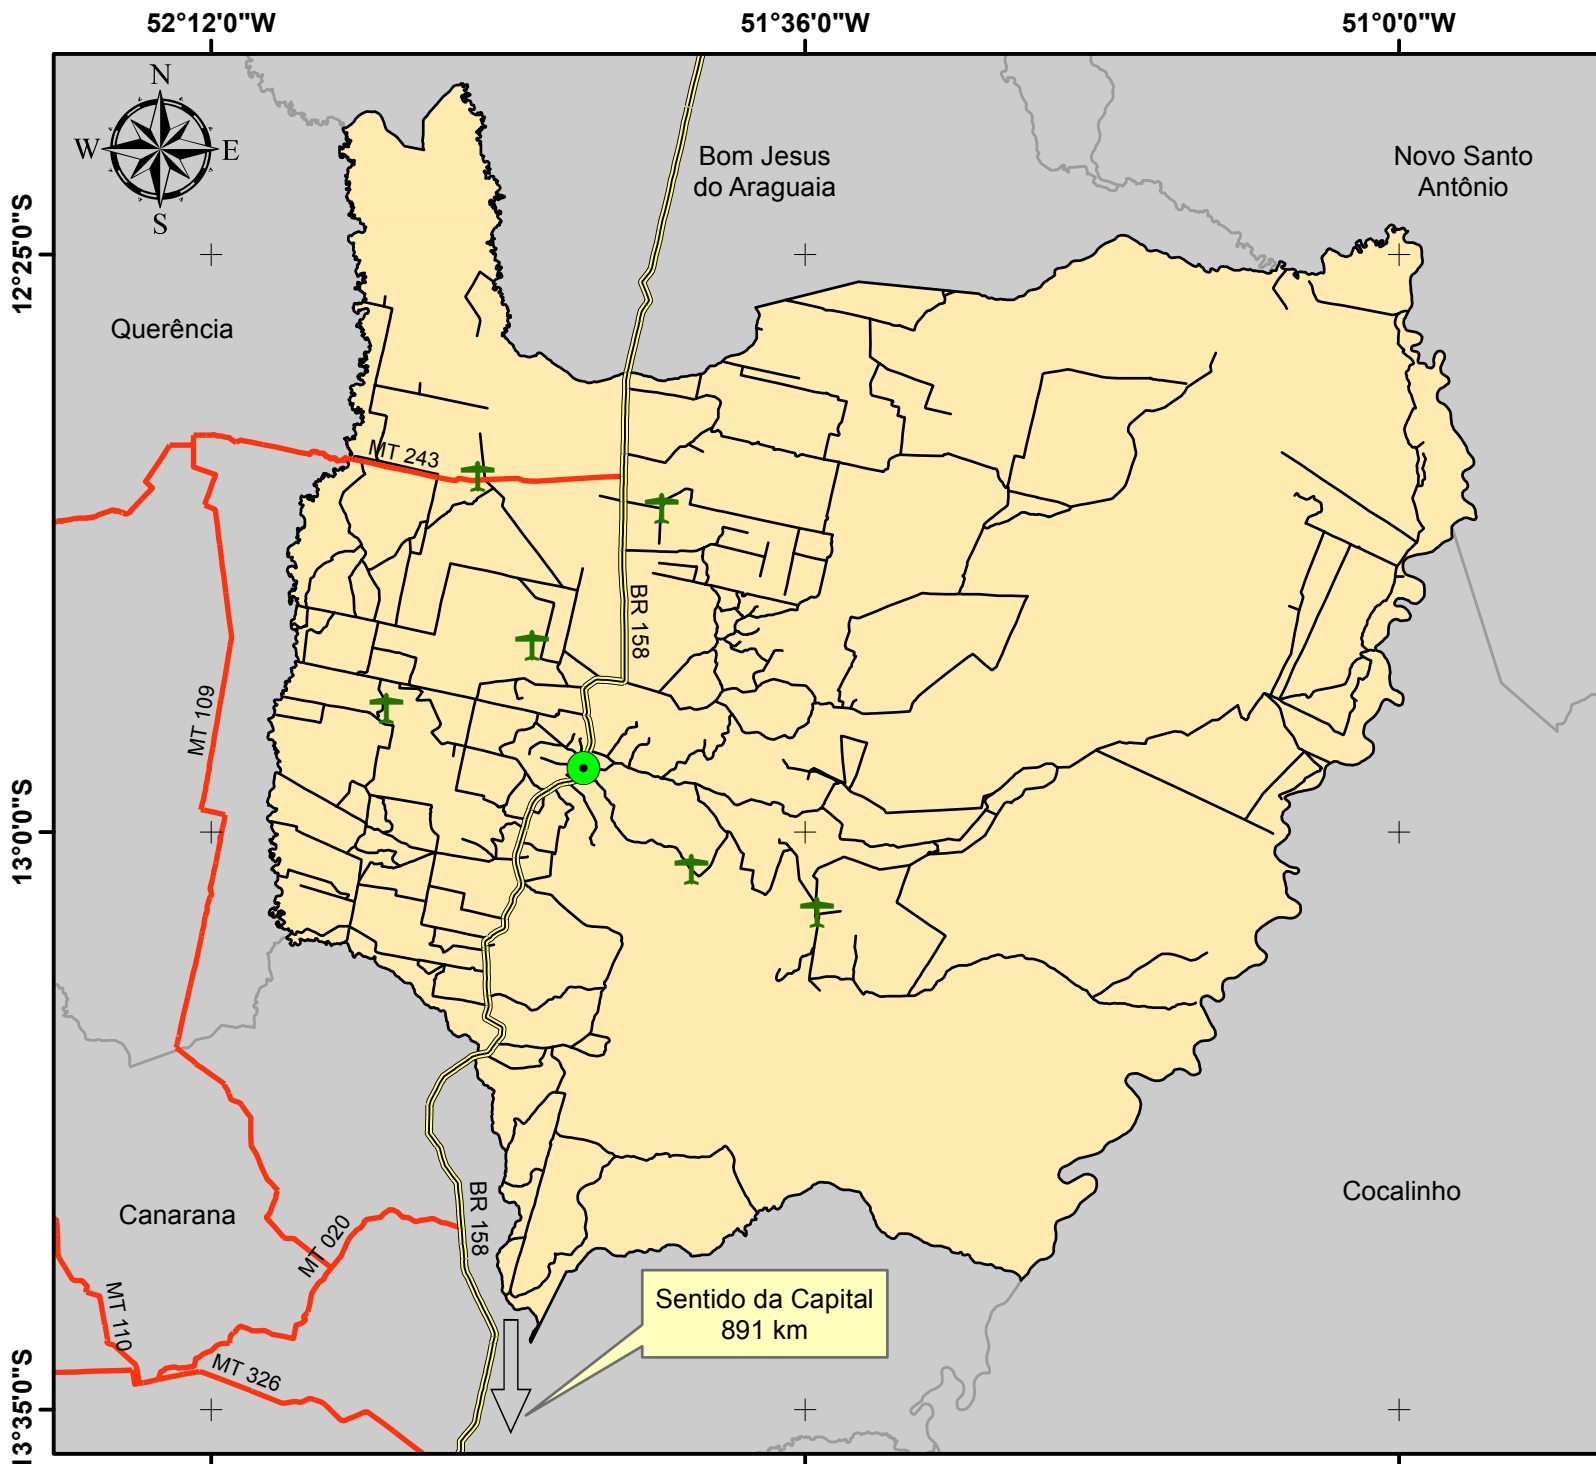 52°12'0"W
51°36'0"W
51°0'0"W
N
W
E
S
Bom Jesus
do Araguaia
Novo Santo
Antônio
12°25'0"S
Querência
MT 243
BR 158
MT 109
13°0'0"S
Canarana
MT 020
BR 158
Cocalinho
MT 110
Sentido da Capital
891 km
MT 326
13°35'0"S